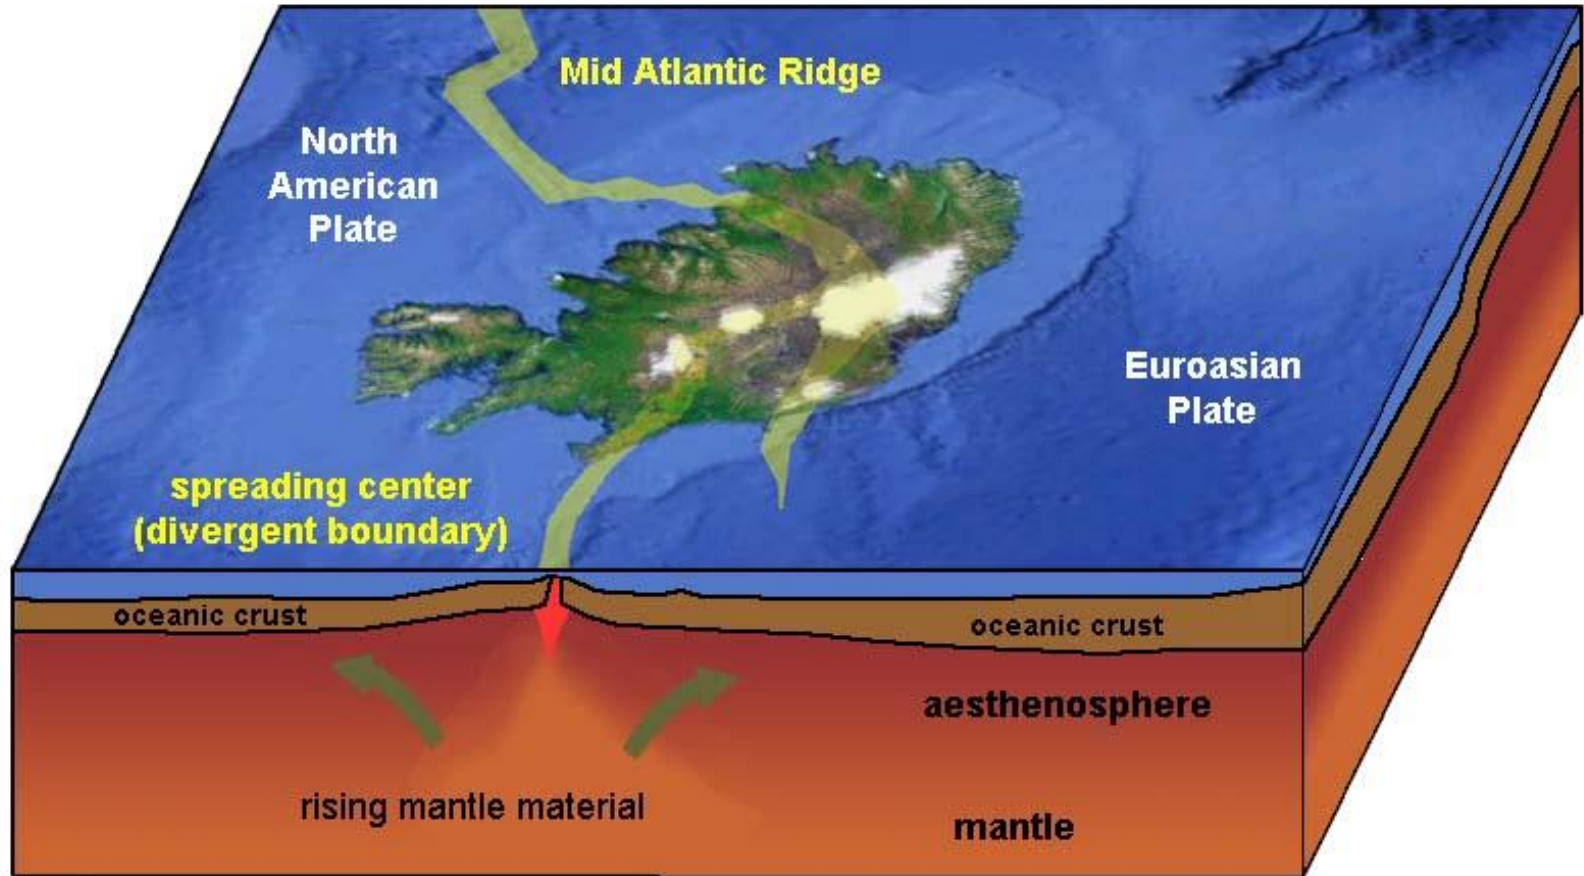 Mid Atlantic Ridge
North
American
Plate
Euroasian
Plate
spreading center
(divergent boundary)
oceanic crust
oceanic crust
aesthenosphere
rising mantle material
mantle